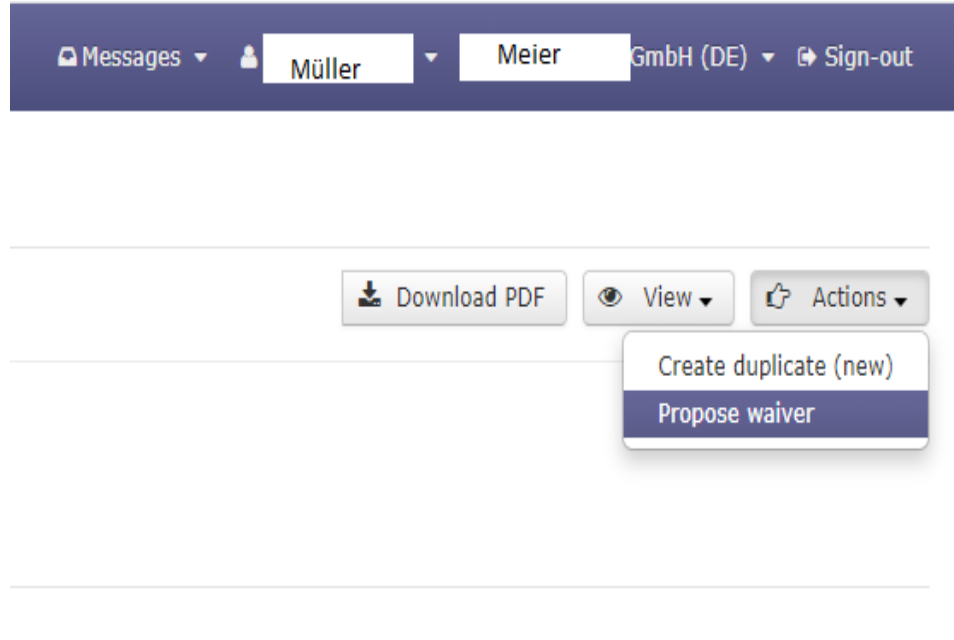 Messages Müller Meier GmbH (DE) Sign-out
Download PDF View Actions
Create duplicate (new)
Propose waiver